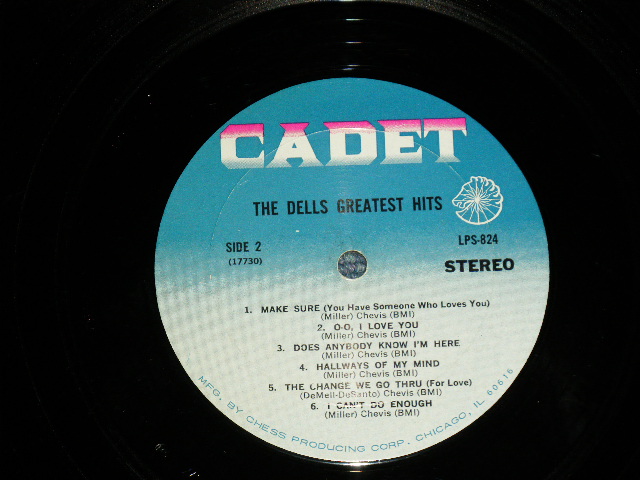 CADET
THE DELLS GREATEST HITS
SIDE 2
LPS-824
(17730)
STEREO
1. MAKE SURE (You Have Someone Who Loves You)
(Miller) Chevis (BMI)
2. O-O, I LOVE YOU
(Miller) Chevis (BMI)
3. DOES ANYBODY KNOW I'M HERE
(Miller) Chevis (BMI)
4. HALLWAYS OF MY MIND
(Miller) Chevis (BMI)
5. THE CHANGE WE GO THRU (For Love)
(DeMell-DuSanto) Chevis (BMI)
6. I CAN'T DO ENOUGH
(Miller) Chevis (BMI)
MFG. BY CHESS PRODUCING CORP. CHICAGO, IL 60616